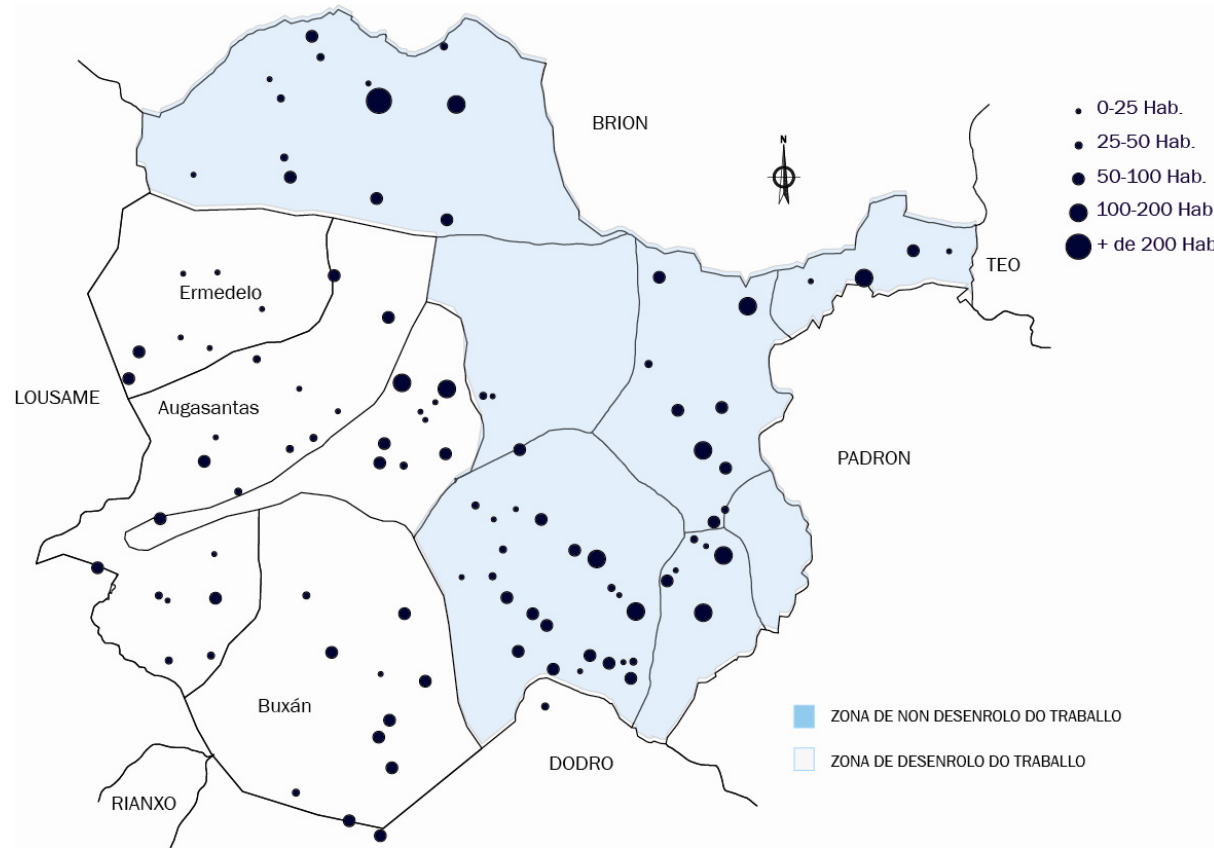 BRION
N
0-25 Hab.
25-50 Hab.
50-100 Hab.
100-200 Hab
+ de 200 Hab
TEO
Ermedelo
LOUSAME
Augasantas
PADRON
Buxán
ZONA DE NON DESENROLO DO TRABALLO
ZONA DE DESENROLO DO TRABALLO
DODRO
RIANXO